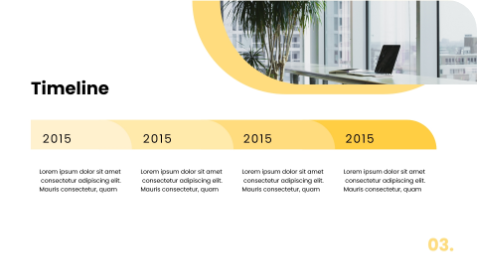 Timeline
2015
2015
2015
2015
Lorem ipsum dolor sit amet
consectetur adipiscing elit.
Mauris consectetur, quam
Lorem ipsum dolor sit amet
consectetur adipiscing elit.
Mauris consectetur, quam
Lorem ipsum dolor sit amet
consectetur adipiscing elit.
Mauris consectetur, quam
Lorem ipsum dolor sit amet
consectetur adipiscing elit.
Mauris consectetur, quam
03.